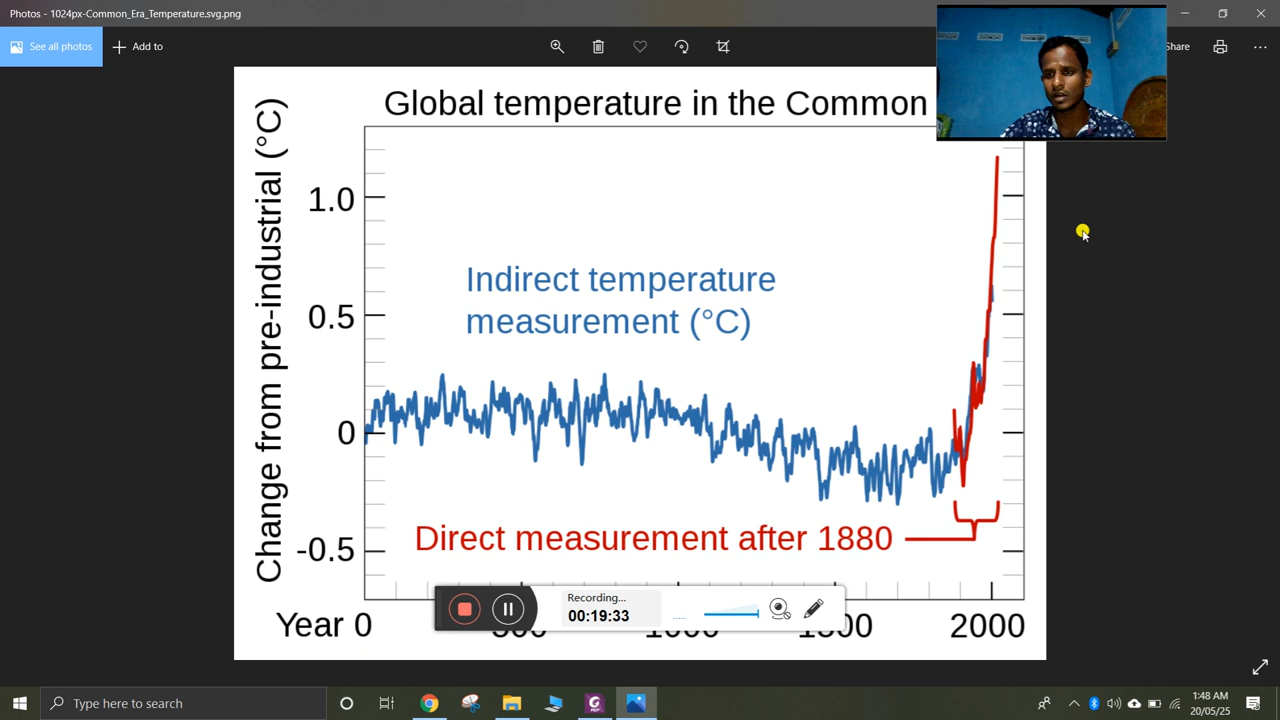 Photos - 1024px-Common_Era_Temperature.svg.png
See all photos
Add to
Share
Global temperature in the Common
Change from pre-industrial (°C)
1.0
0.5
0
-0.5
Indirect temperature
measurement (°C)
Direct measurement after 1880
Recording...
00:19:33
Year 0
2000
Type here to search
1:48 AM
20/05/25